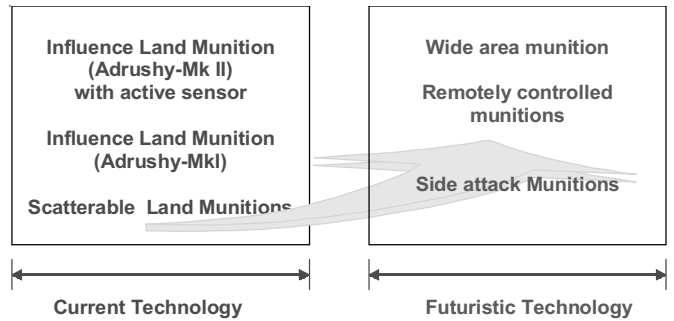 Influence Land Munition
(Adrushy-Mk II)
with active sensor
Influence Land Munition
(Adrushy-MkI)
Scatterable Land Munitions
Current Technology
Wide area munition
Remotely controlled
munitions
Side attack Munitions
Futuristic Technology